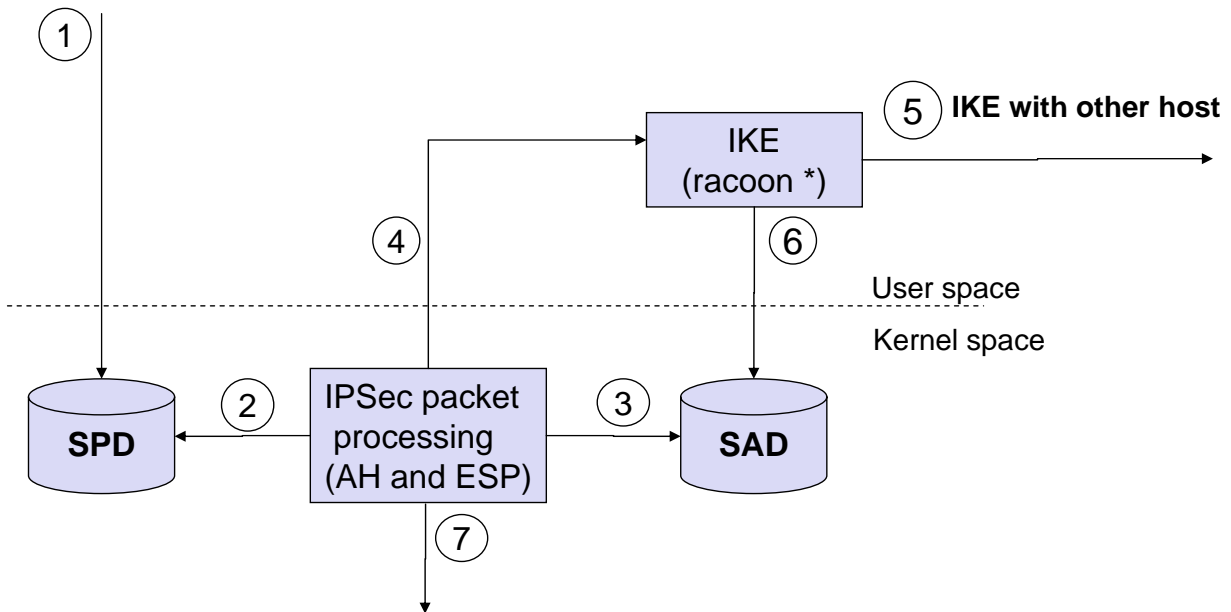 1
5 IKE with other host
IKE
(racoon *)
4
6
User space
Kernel space
2
IPSec packet
processing
(AH and ESP)
3
SPD
SAD
7